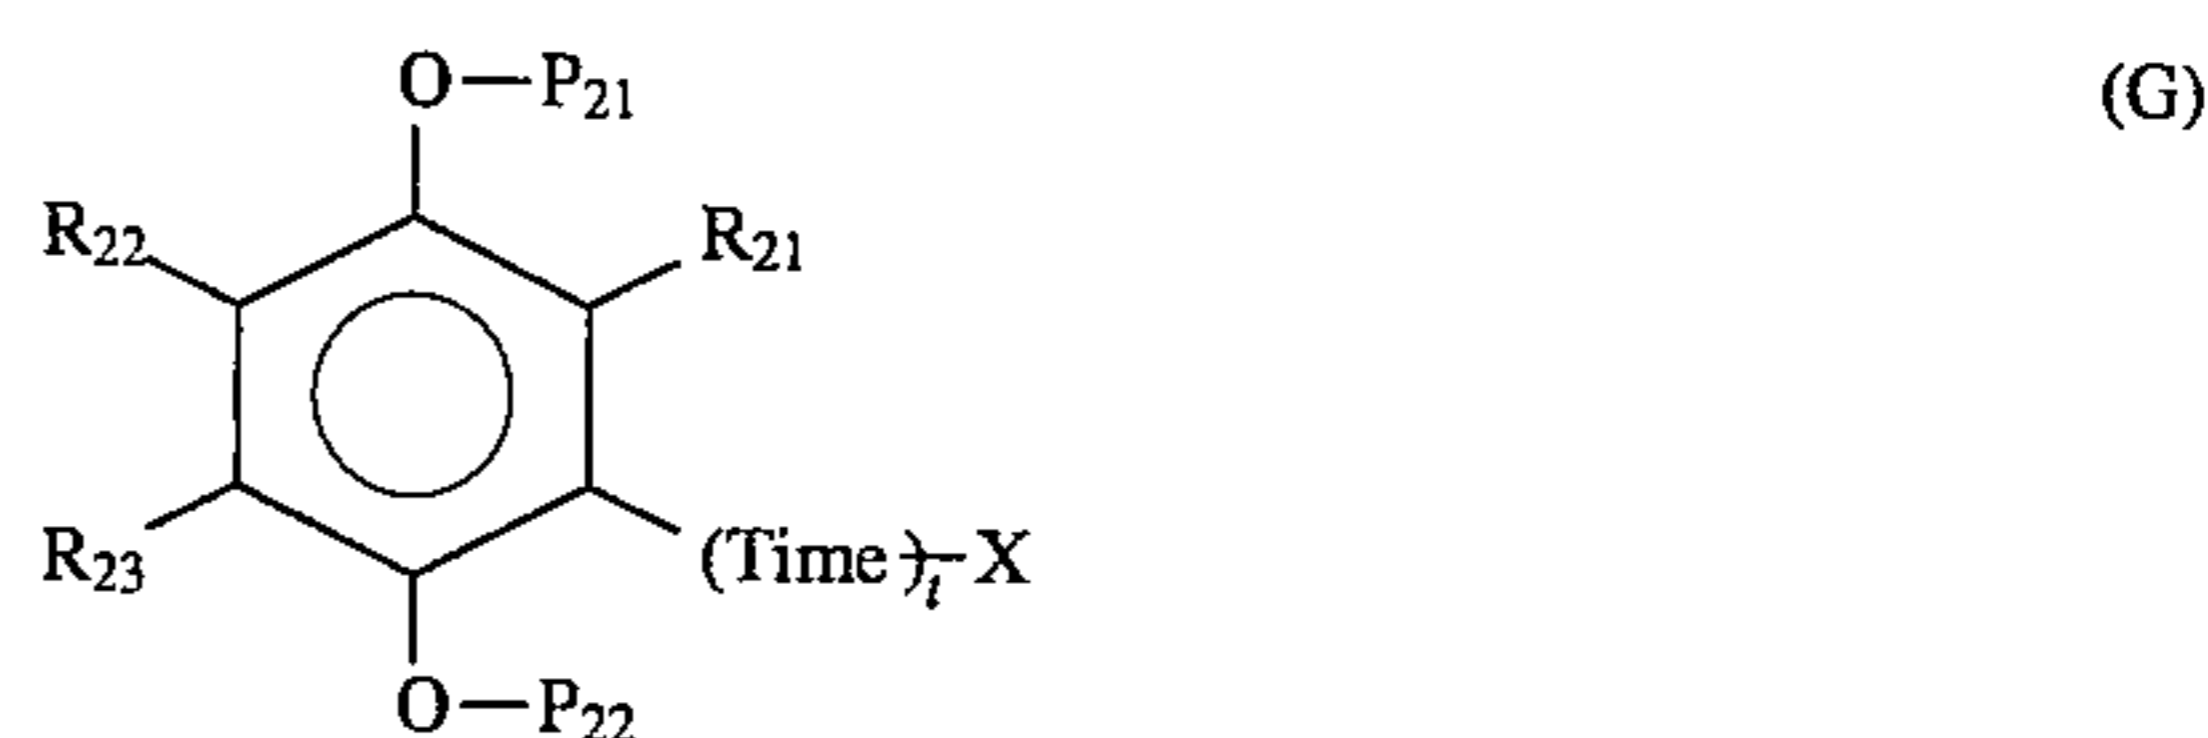 O—P₂₁ (G)
R₂₂ R₂₁
R₂₃ (Time)ₜ—X
O—P₂₂